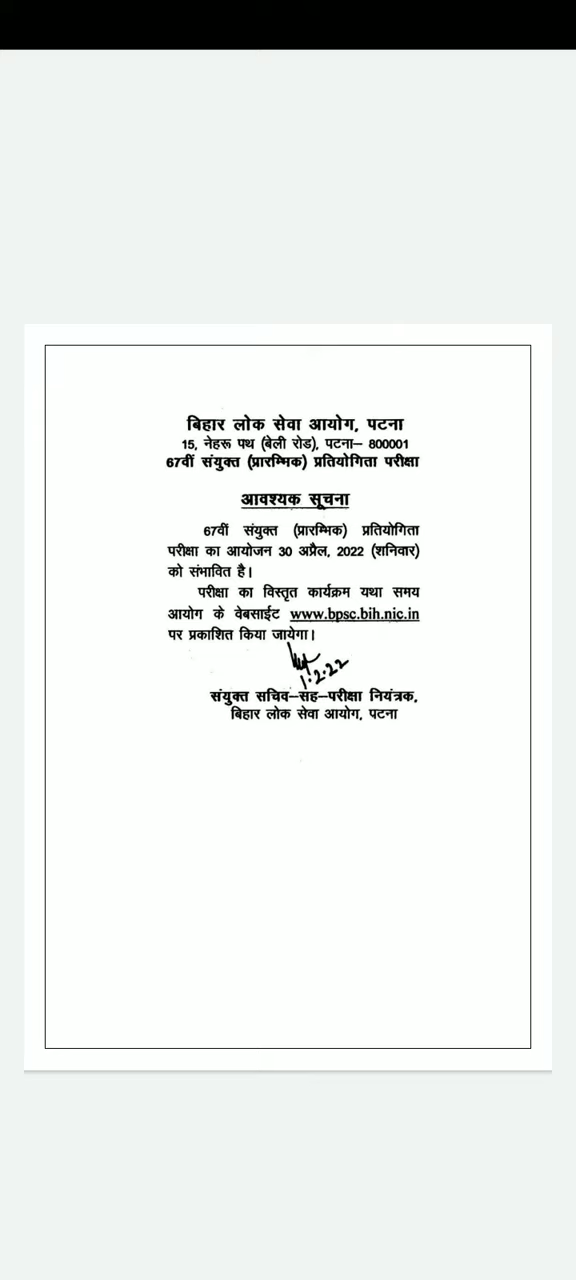 बिहार लोक सेवा आयोग, पटना
15, नेहरू पथ (बेली रोड), पटना– 800001
67वीं संयुक्त (प्रारम्भिक) प्रतियोगिता परीक्षा
आवश्यक सूचना
67वीं संयुक्त (प्रारम्भिक) प्रतियोगिता
परीक्षा का आयोजन 30 अप्रैल, 2022 (शनिवार)
को संभावित है।
परीक्षा का विस्तृत कार्यक्रम यथा समय
आयोग के वेबसाईट www.bpsc.bih.nic.in
पर प्रकाशित किया जायेगा।
1.2.22
संयुक्त सचिव–सह–परीक्षा नियंत्रक,
बिहार लोक सेवा आयोग, पटना